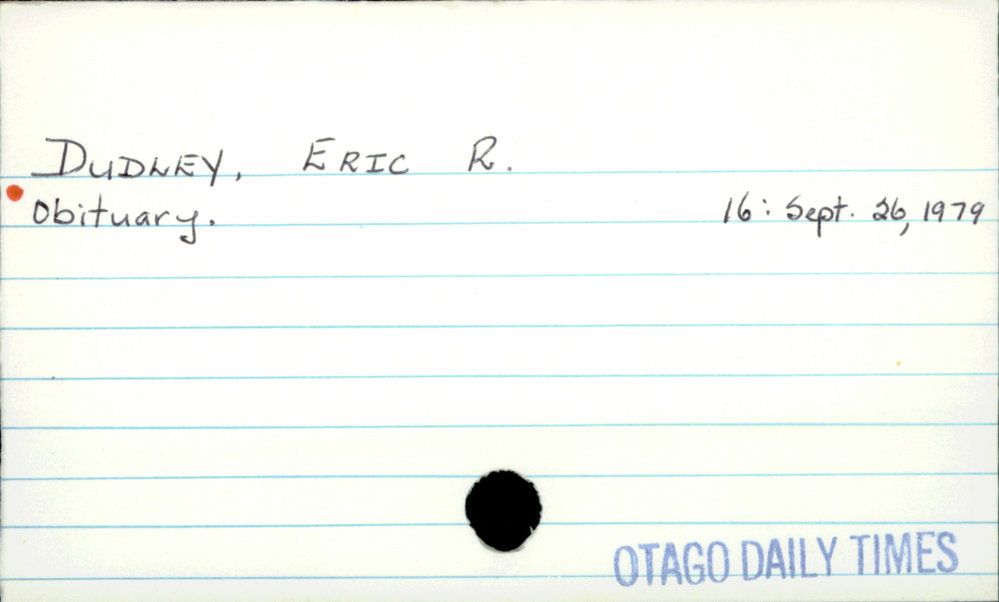 DUDLEY, ERIC R.
Obituary. 16: Sept. 26, 1979
OTAGO DAILY TIMES